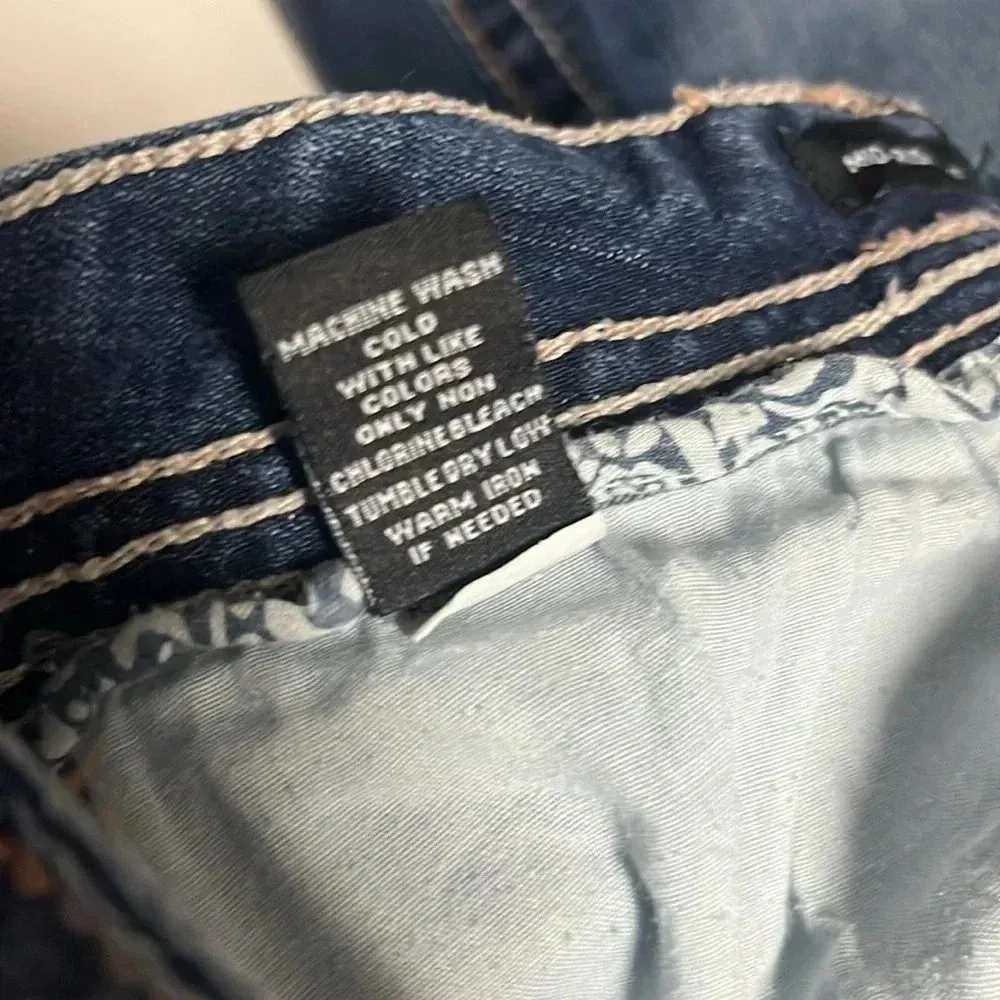 MACHINE WASH
COLD
WITH LIKE
COLORS
ONLY NON
CHLORINE BLEACH
TUMBLE DRY LOW
WARM IRON
IF NEEDED